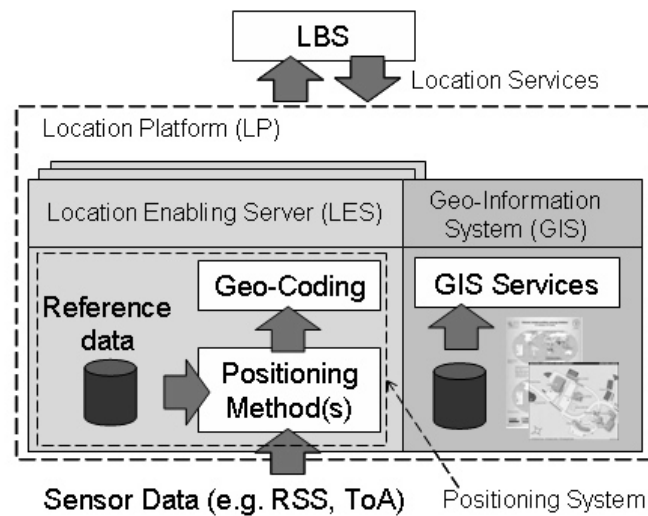 LBS
Location Services
Location Platform (LP)
Location Enabling Server (LES)
Geo-Information
System (GIS)
Geo-Coding
GIS Services
Reference
data
Positioning
Method(s)
Sensor Data (e.g. RSS, ToA)
Positioning System